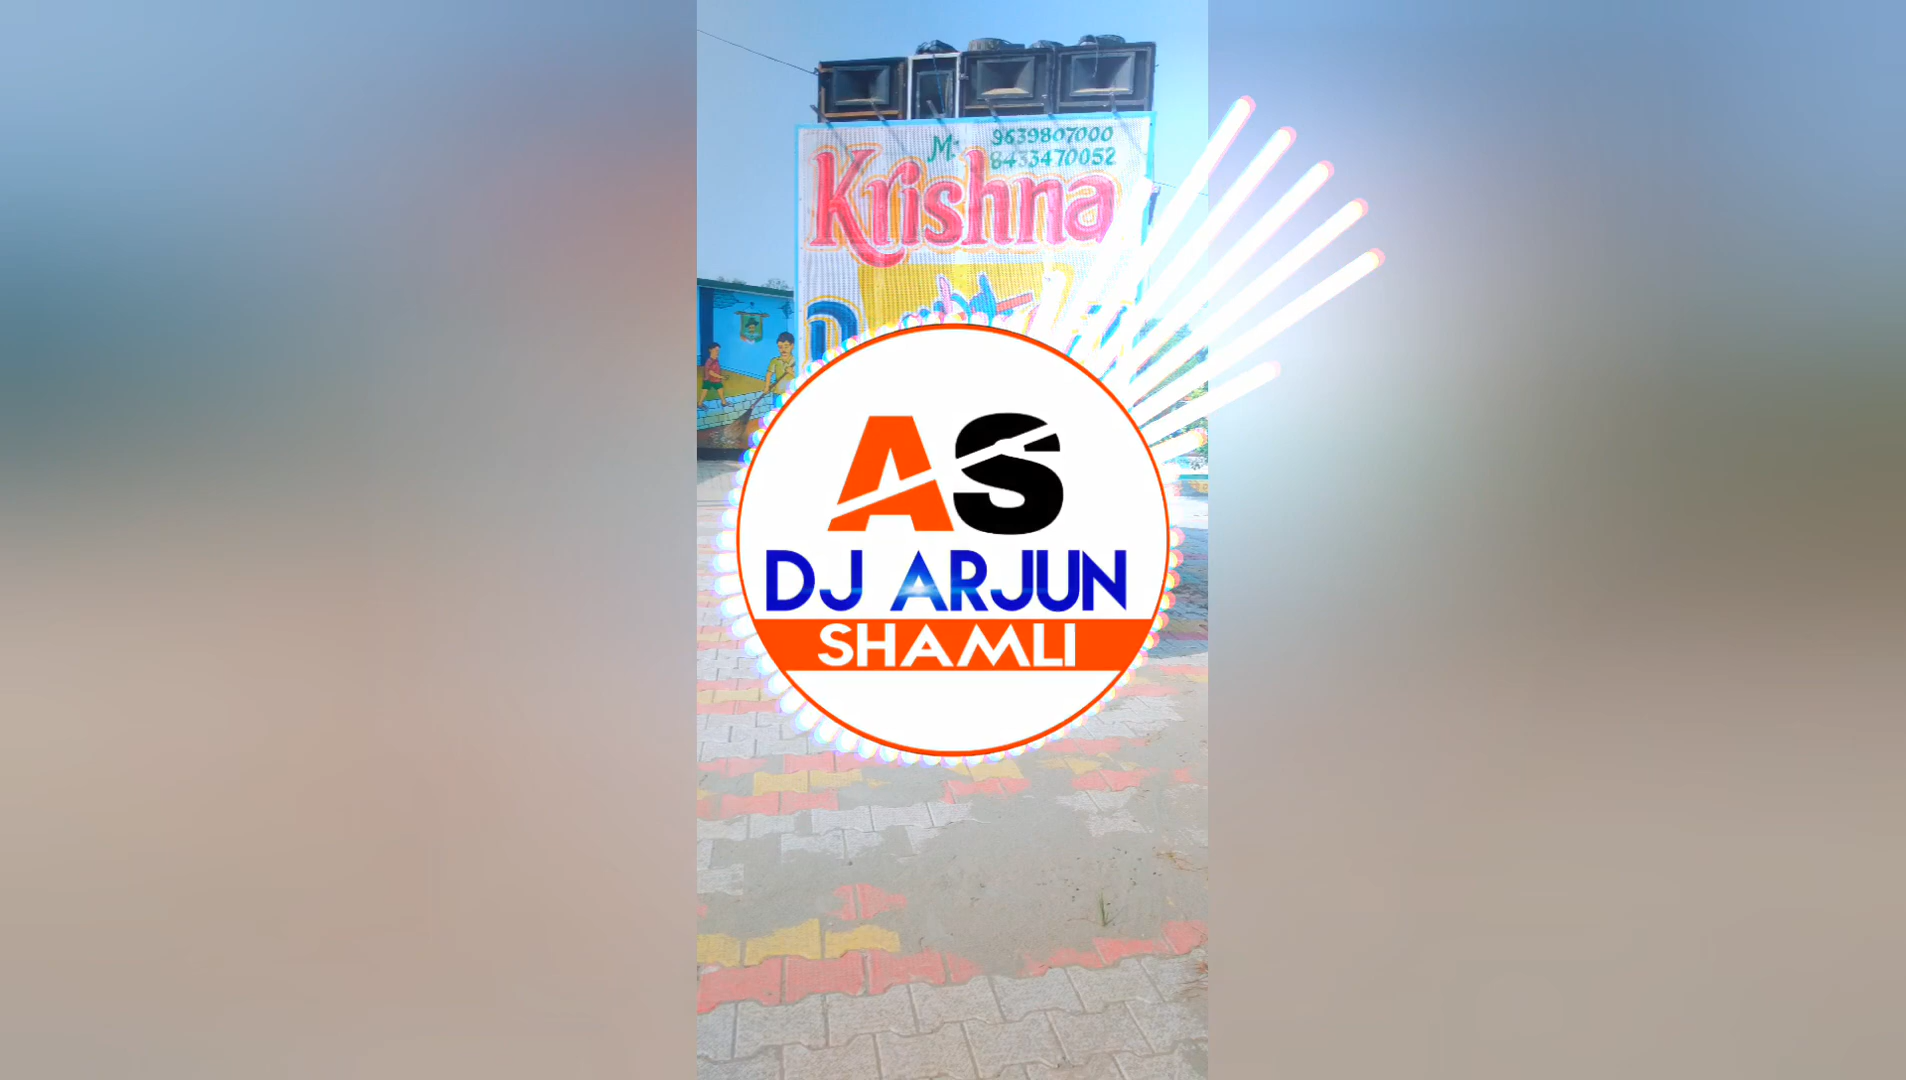 M. 9639807000
8433470052
Krishna
AS
DJ ARJUN
SHAMLI